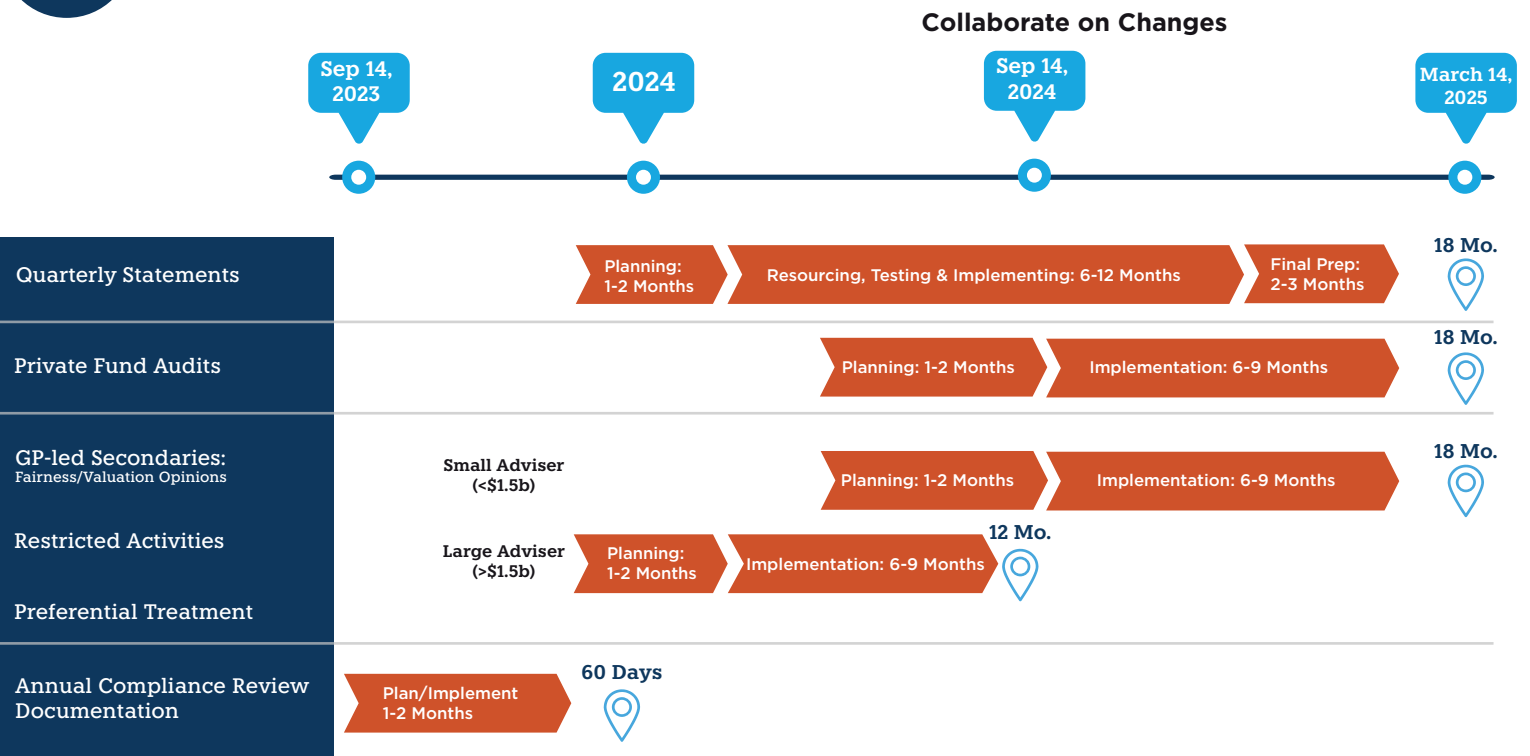 Collaborate on Changes
Sep 14,
2023
2024
Sep 14,
2024
March 14,
2025
Quarterly Statements
Planning:
1-2 Months
Resourcing, Testing & Implementing: 6-12 Months
Final Prep:
2-3 Months
18 Mo.
Private Fund Audits
Planning: 1-2 Months
Implementation: 6-9 Months
18 Mo.
GP-led Secondaries:
Fairness/Valuation Opinions
Small Adviser
(<$1.5b)
Planning: 1-2 Months
Implementation: 6-9 Months
18 Mo.
Restricted Activities
Large Adviser
(>$1.5b)
Planning:
1-2 Months
Implementation: 6-9 Months
12 Mo.
Preferential Treatment
Annual Compliance Review
Documentation
Plan/Implement
1-2 Months
60 Days